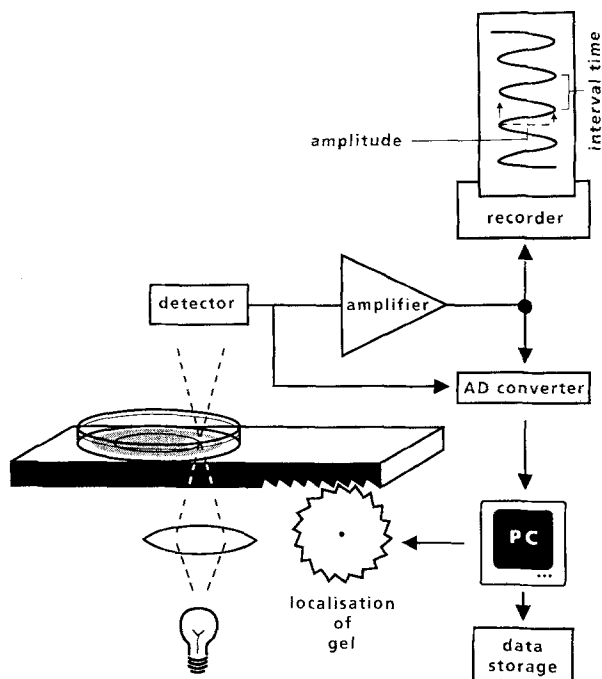 interval time
amplitude
recorder
detector
amplifier
AD converter
PC
localisation
of
gel
data
storage